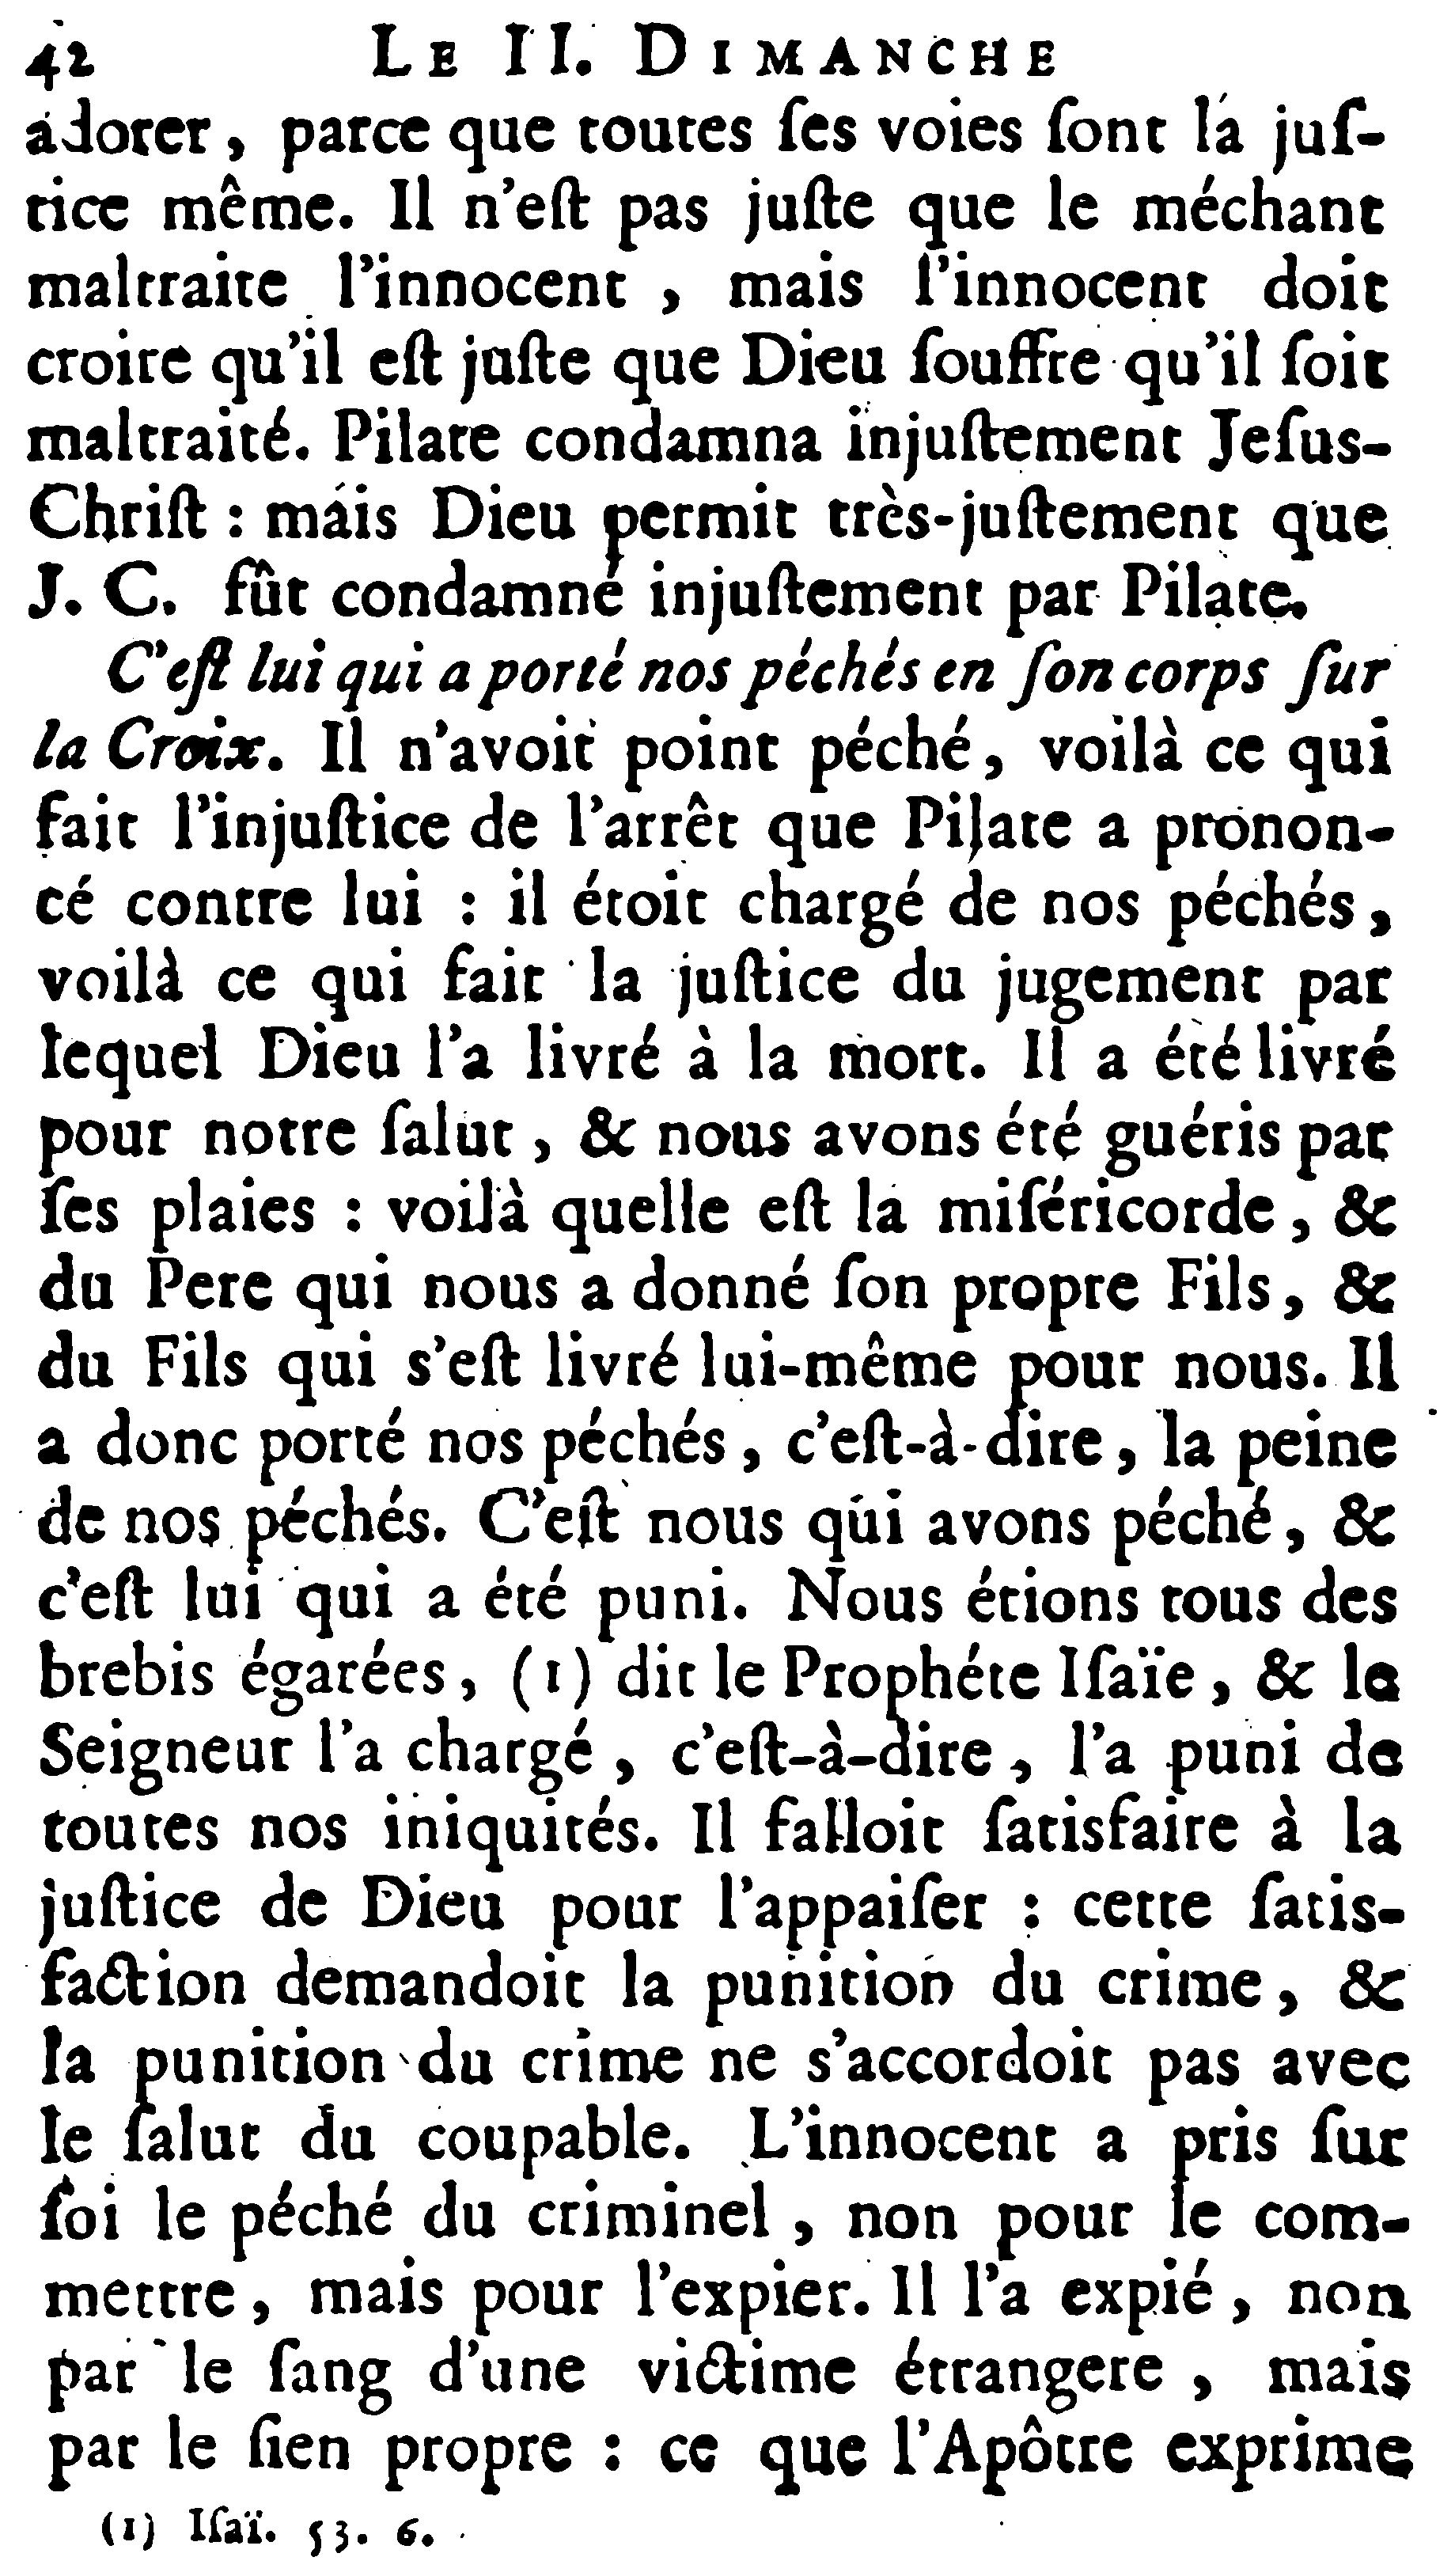 42 LE II. DIMANCHE
adorer, parce que toutes ſes voies ſont la juſ-
tice même. Il n'eſt pas juſte que le méchant
maltraite l'innocent, mais l'innocent doit
croire qu'il eſt juſte que Dieu ſouffre qu'il ſoit
maltraité. Pilate condamna injuſtement Jeſus-
Chriſt : mais Dieu permit très-juſtement que
J. C. fût condamné injuſtement par Pilate.
C'eſt lui qui a porté nos péchés en ſon corps ſur
la Croix. Il n'avoit point péché, voilà ce qui
fait l'injuſtice de l'arrêt que Pilate a pronon-
cé contre lui : il étoit chargé de nos péchés,
voilà ce qui fait la juſtice du jugement par
lequel Dieu l'a livré à la mort. Il a été livré
pour notre ſalut, & nous avons été guéris par
ſes plaies : voilà quelle eſt la miſéricorde, &
du Pere qui nous a donné ſon propre Fils, &
du Fils qui s'eſt livré lui-même pour nous. Il
a donc porté nos péchés, c'eſt-à-dire, la peine
de nos péchés. C'eſt nous qui avons péché, &
c'eſt lui qui a été puni. Nous étions tous des
brebis égarées, (1) dit le Prophéte Iſaïe, & le
Seigneur l'a chargé, c'eſt-à-dire, l'a puni de
toutes nos iniquités. Il falloit ſatisfaire à la
juſtice de Dieu pour l'appaiſer : cette ſatis-
faction demandoit la punition du crime, &
la punition du crime ne s'accordoit pas avec
le ſalut du coupable. L'innocent a pris ſur
ſoi le péché du criminel, non pour le com-
mettre, mais pour l'expier. Il l'a expié, non
par le ſang d'une victime étrangere, mais
par le ſien propre : ce que l'Apôtre exprime
(1) Iſaï. 53. 6.